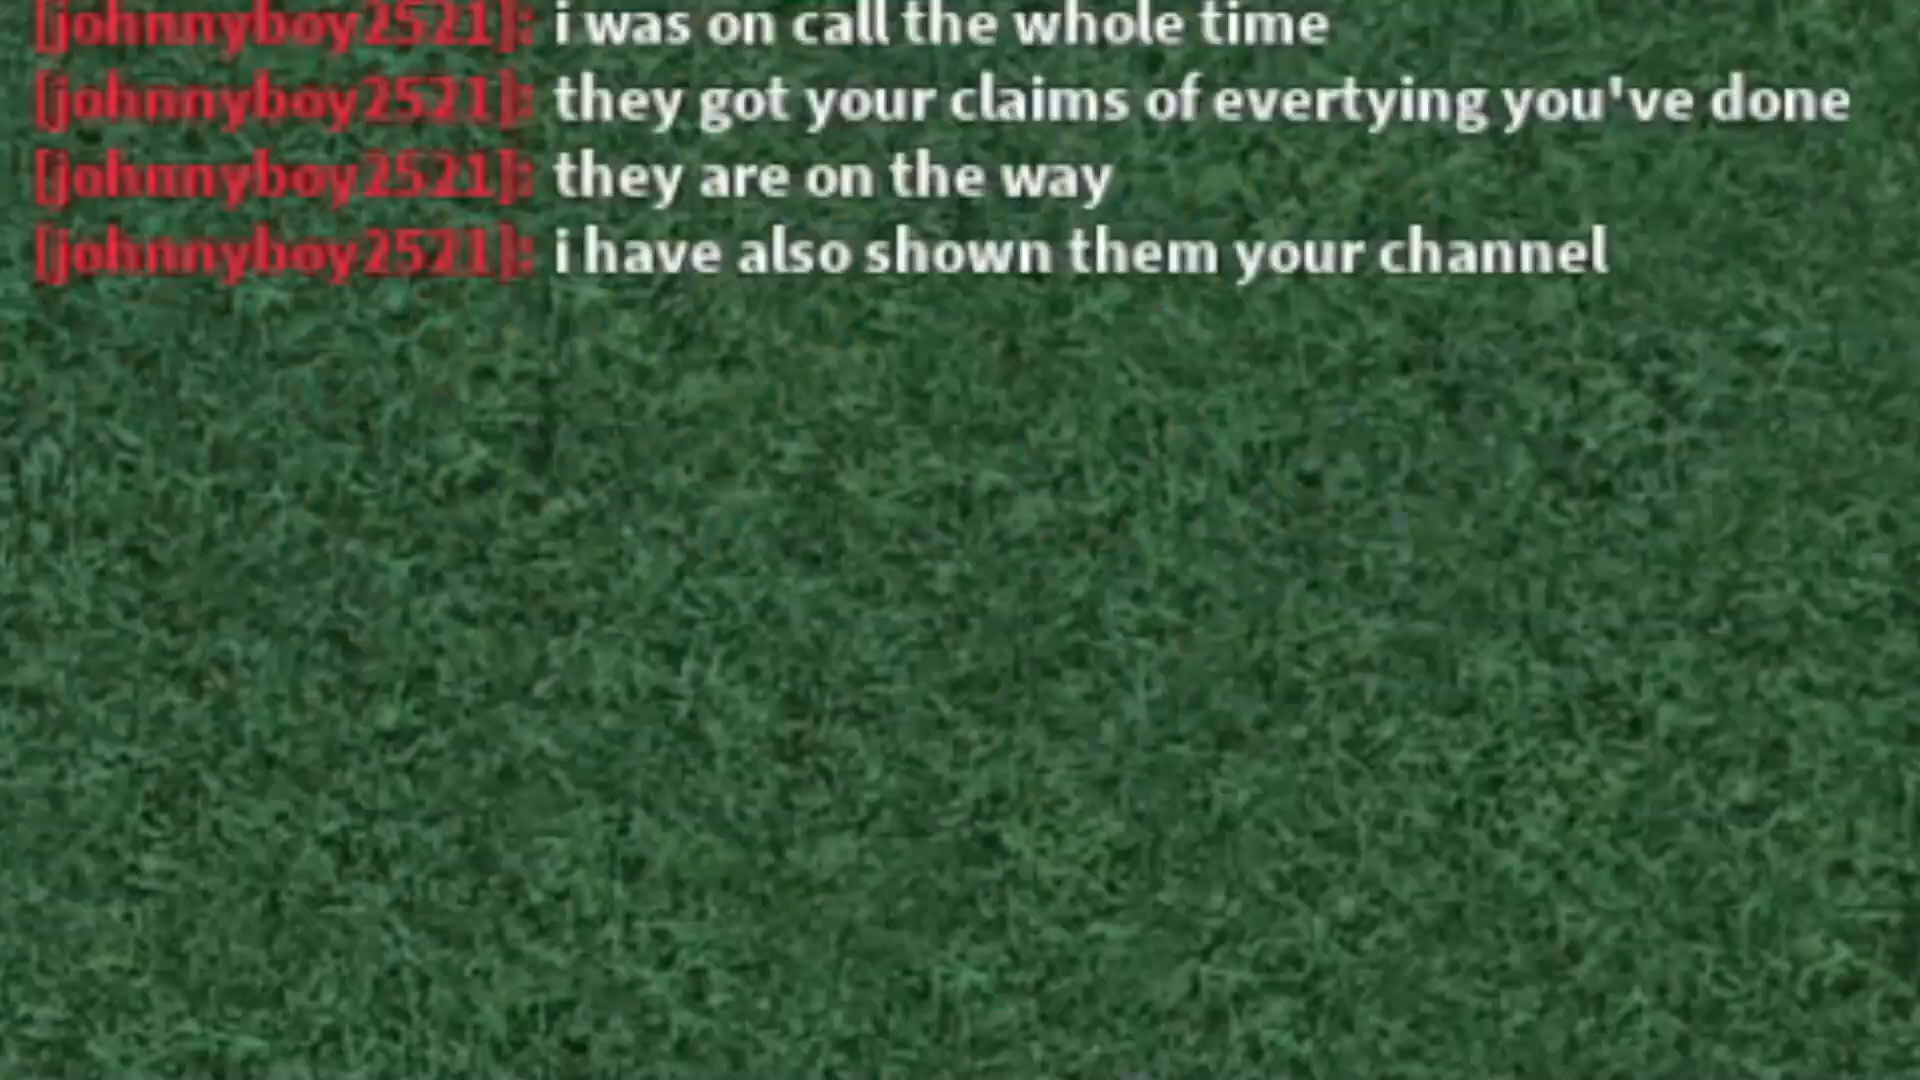 [johnnyboy2521]: i was on call the whole time
[johnnyboy2521]: they got your claims of evertying you've done
[johnnyboy2521]: they are on the way
[johnnyboy2521]: i have also shown them your channel